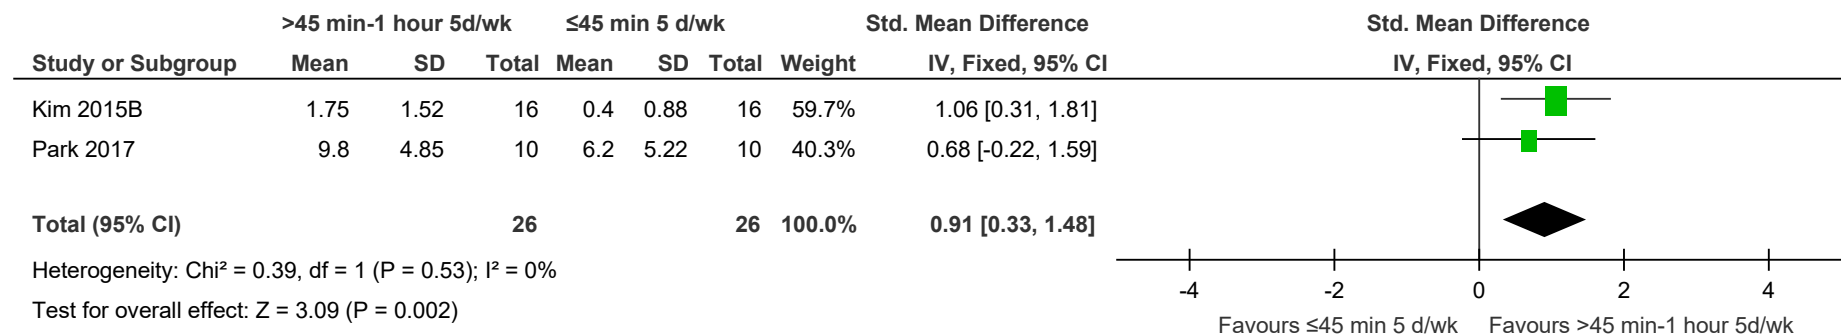 >45 min-1 hour 5d/wk ≤45 min 5 d/wk Std. Mean Difference Std. Mean Difference
Study or Subgroup Mean SD Total Mean SD Total Weight IV, Fixed, 95% CI IV, Fixed, 95% CI
Kim 2015B 1.75 1.52 16 0.4 0.88 16 59.7% 1.06 [0.31, 1.81]
Park 2017 9.8 4.85 10 6.2 5.22 10 40.3% 0.68 [-0.22, 1.59]
Total (95% CI) 26 26 100.0% 0.91 [0.33, 1.48]
Heterogeneity: Chi² = 0.39, df = 1 (P = 0.53); I² = 0%
Test for overall effect: Z = 3.09 (P = 0.002)
-4 -2 0 2 4
Favours ≤45 min 5 d/wk Favours >45 min-1 hour 5d/wk